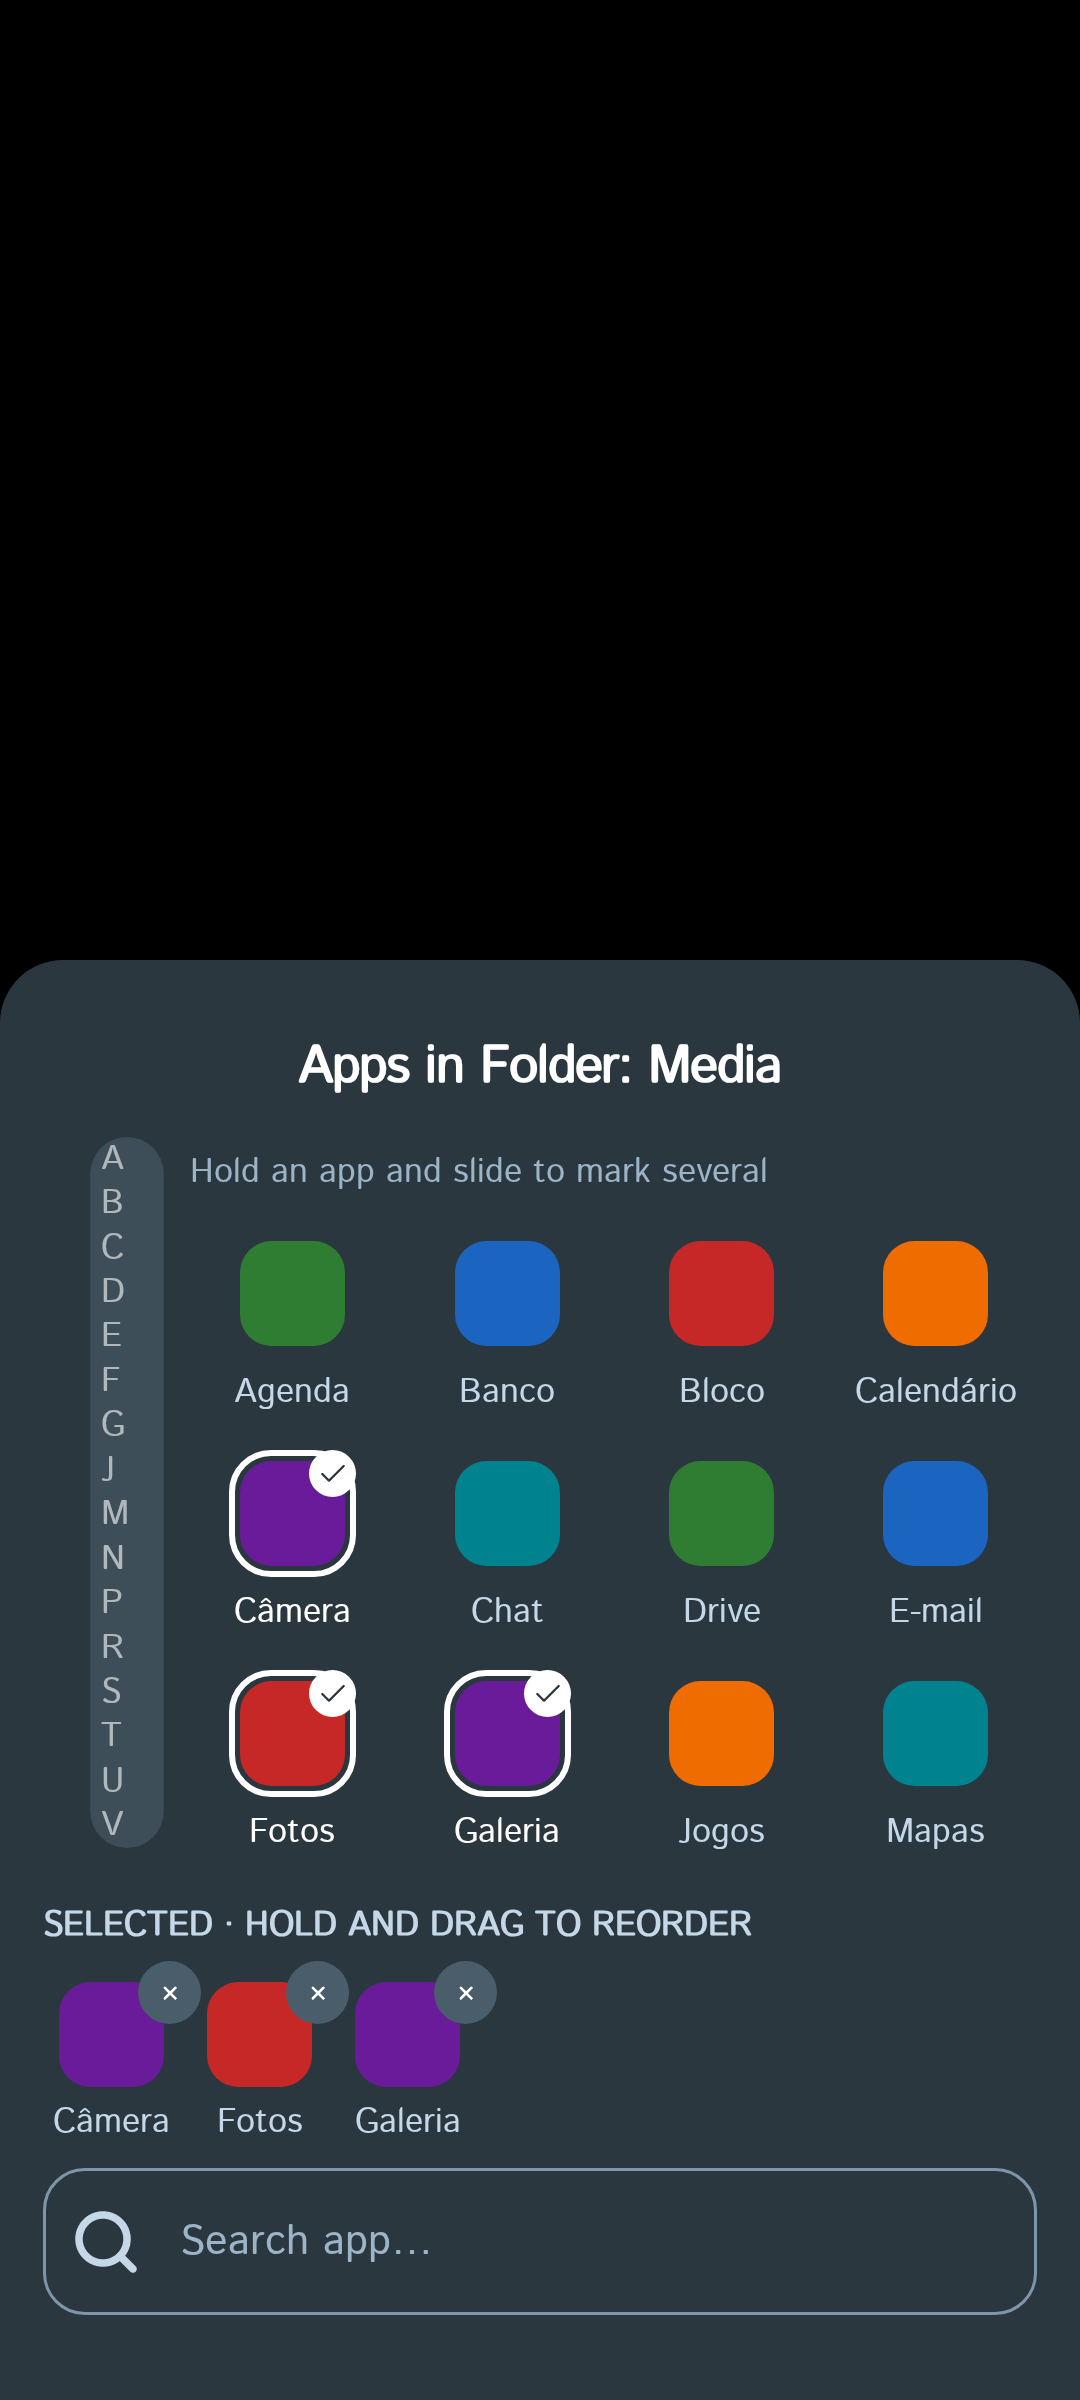 Apps in Folder: Media
A
B
C
D
E
F
G
J
M
N
P
R
S
T
U
V
Hold an app and slide to mark several
Agenda Banco Bloco Calendário
Câmera Chat Drive E-mail
Fotos Galeria Jogos Mapas
SELECTED · HOLD AND DRAG TO REORDER
Câmera Fotos Galeria
Search app...